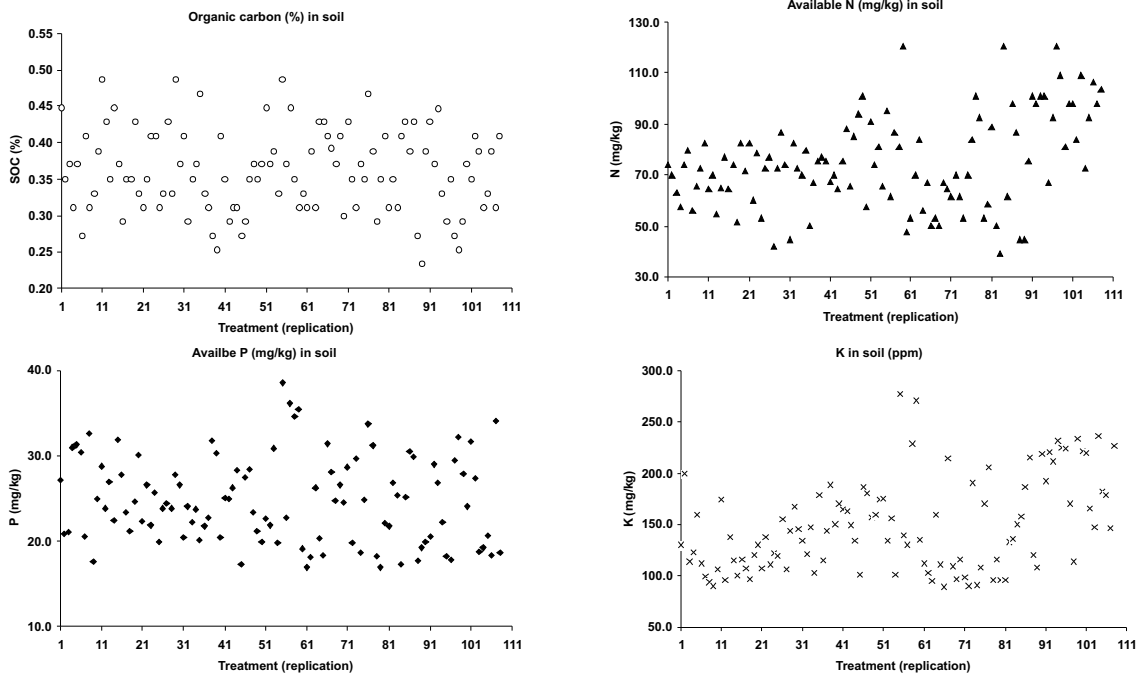 Organic carbon (%) in soil
0.55
0.50
0.45
0.40
0.35
0.30
0.25
0.20
SOC (%)
1 11 21 31 41 51 61 71 81 91 101 111
Treatment (replication)
Available N (mg/kg) in soil
130.0
110.0
90.0
70.0
50.0
30.0
N (mg/kg)
1 11 21 31 41 51 61 71 81 91 101 111
Treatment (replication)
Availbe P (mg/kg) in soil
40.0
30.0
20.0
10.0
P (mg/kg)
1 11 21 31 41 51 61 71 81 91 101 111
Treatment (replication)
K in soil (ppm)
300.0
250.0
200.0
150.0
100.0
50.0
K (mg/kg)
1 11 21 31 41 51 61 71 81 91 101 111
Treatment (replication)